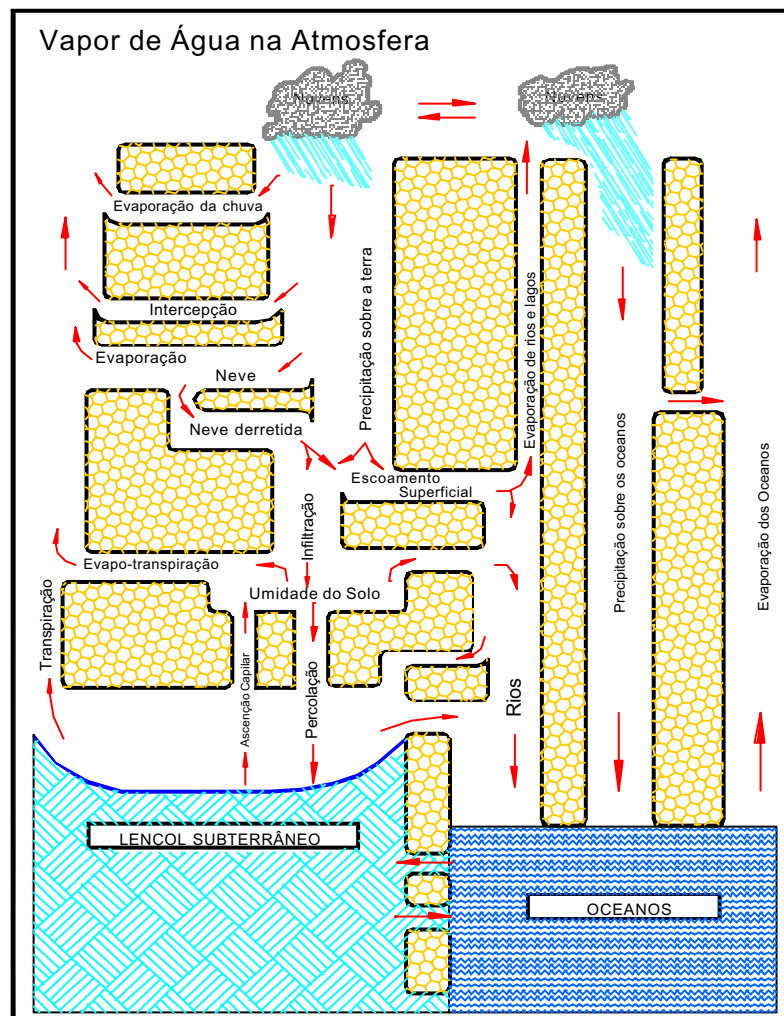 Vapor de Água na Atmosfera
Nuvens
Nuvens
Evaporação da chuva
Intercepção
Evaporação
Neve
Neve derretida
Precipitação sobre a terra
Evaporação de rios e lagos
Escoamento
Superficial
Infiltração
Evapo-transpiração
Umidade do Solo
Transpiração
Ascenção Capilar
Percolação
Rios
Precipitação sobre os oceanos
Evaporação dos Oceanos
LENCOL SUBTERRÂNEO
OCEANOS